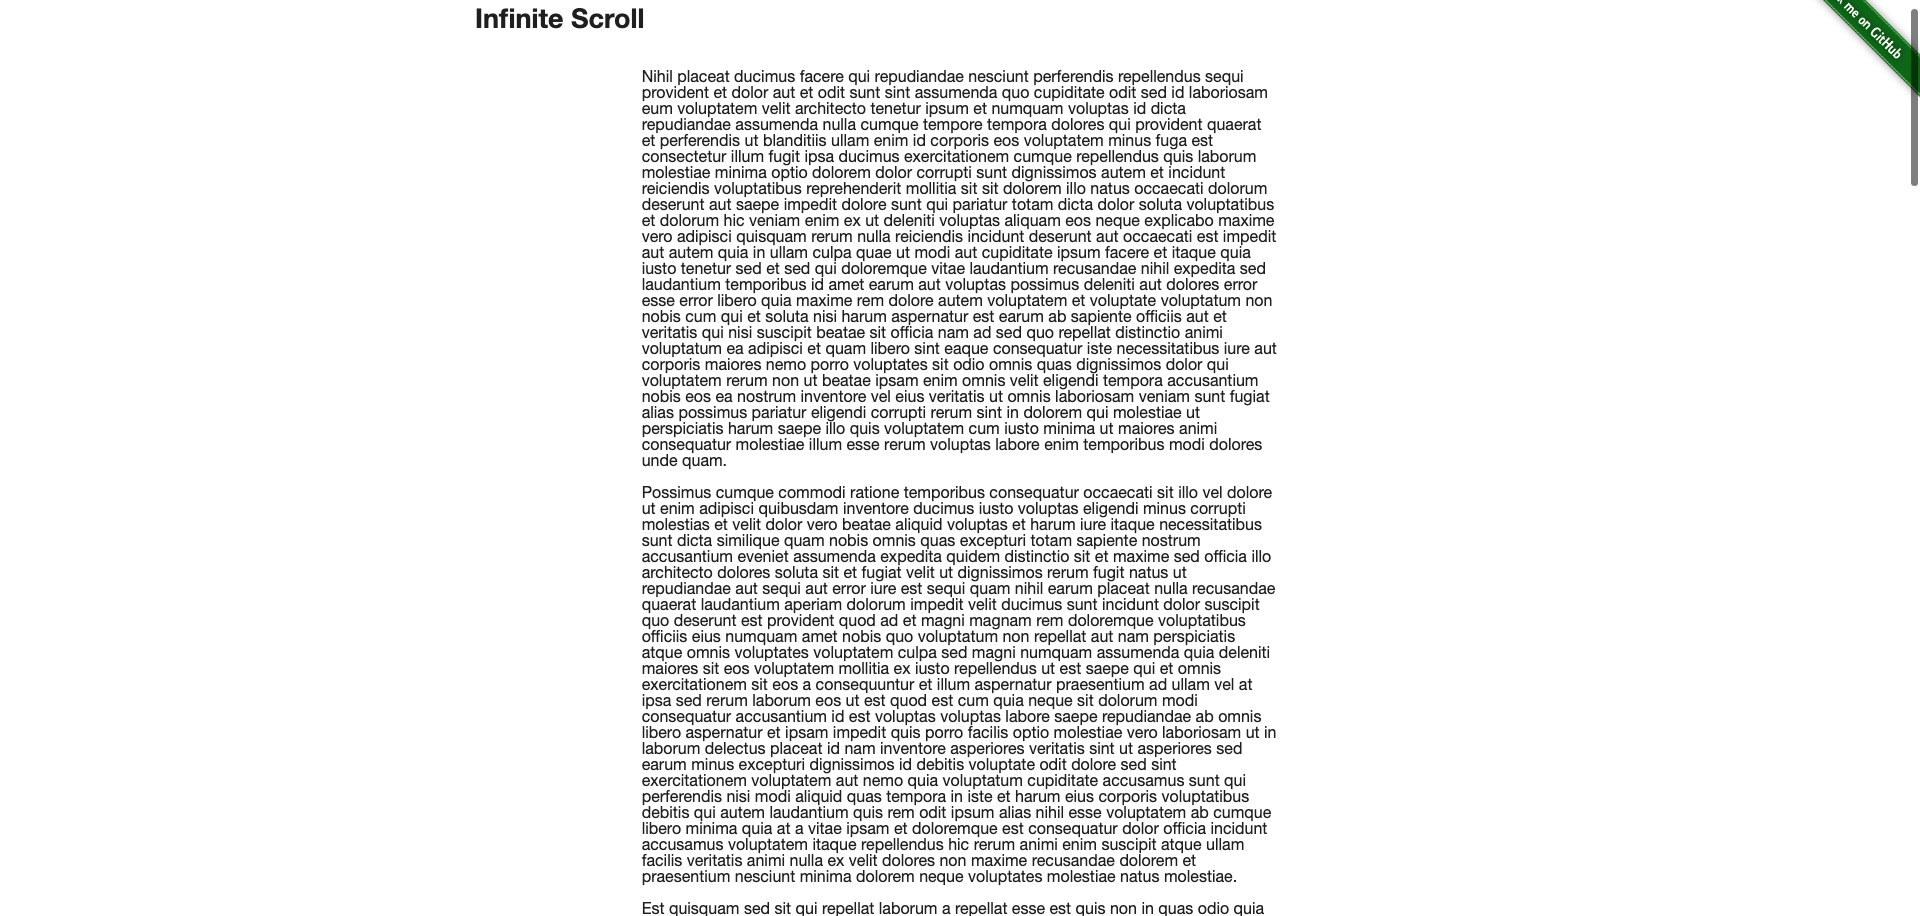 Infinite Scroll
me on GitHub
Nihil placeat ducimus facere qui repudiandae nesciunt perferendis repellendus sequi
provident et dolor aut et odit sunt sint assumenda quo cupiditate odit sed id laboriosam
eum voluptatem velit architecto tenetur ipsum et numquam voluptas id dicta
repudiandae assumenda nulla cumque tempore tempora dolores qui provident quaerat
et perferendis ut blanditiis ullam enim id corporis eos voluptatem minus fuga est
consectetur illum fugit ipsa ducimus exercitationem cumque repellendus quis laborum
molestiae minima optio dolorem dolor corrupti sunt dignissimos autem et incidunt
reiciendis voluptatibus reprehenderit mollitia sit sit dolorem illo natus occaecati dolorum
deserunt aut saepe impedit dolore sunt qui pariatur totam dicta dolor soluta voluptatibus
et dolorum hic veniam enim ex ut deleniti voluptas aliquam eos neque explicabo maxime
vero adipisci quisquam rerum nulla reiciendis incidunt deserunt aut occaecati est impedit
aut autem quia in ullam culpa quae ut modi aut cupiditate ipsum facere et itaque quia
iusto tenetur sed et sed qui doloremque vitae laudantium recusandae nihil expedita sed
laudantium temporibus id amet earum aut voluptas possimus deleniti aut dolores error
esse error libero quia maxime rem dolore autem voluptatem et voluptate voluptatum non
nobis cum qui et soluta nisi harum aspernatur est earum ab sapiente officiis aut et
veritatis qui nisi suscipit beatae sit officia nam ad sed quo repellat distinctio animi
voluptatum ea adipisci et quam libero sint eaque consequatur iste necessitatibus iure aut
corporis maiores nemo porro voluptates sit odio omnis quas dignissimos dolor qui
voluptatem rerum non ut beatae ipsam enim omnis velit eligendi tempora accusantium
nobis eos ea nostrum inventore vel eius veritatis ut omnis laboriosam veniam sunt fugiat
alias possimus pariatur eligendi corrupti rerum sint in dolorem qui molestiae ut
perspiciatis harum saepe illo quis voluptatem cum iusto minima ut maiores animi
consequatur molestiae illum esse rerum voluptas labore enim temporibus modi dolores
unde quam.
Possimus cumque commodi ratione temporibus consequatur occaecati sit illo vel dolore
ut enim adipisci quibusdam inventore ducimus iusto voluptas eligendi minus corrupti
molestias et velit dolor vero beatae aliquid voluptas et harum iure itaque necessitatibus
sunt dicta similique quam nobis omnis quas excepturi totam sapiente nostrum
accusantium eveniet assumenda expedita quidem distinctio sit et maxime sed officia illo
architecto dolores soluta sit et fugiat velit ut dignissimos rerum fugit natus ut
repudiandae aut sequi aut error iure est sequi quam nihil earum placeat nulla recusandae
quaerat laudantium aperiam dolorum impedit velit ducimus sunt incidunt dolor suscipit
quo deserunt est provident quod ad et magni magnam rem doloremque voluptatibus
officiis eius numquam amet nobis quo voluptatum non repellat aut nam perspiciatis
atque omnis voluptates voluptatem culpa sed magni numquam assumenda quia deleniti
maiores sit eos voluptatem mollitia ex iusto repellendus ut est saepe qui et omnis
exercitationem sit eos a consequuntur et illum aspernatur praesentium ad ullam vel at
ipsa sed rerum laborum eos ut est quod est cum quia neque sit dolorum modi
consequatur accusantium id est voluptas voluptas labore saepe repudiandae ab omnis
libero aspernatur et ipsam impedit quis porro facilis optio molestiae vero laboriosam ut in
laborum delectus placeat id nam inventore asperiores veritatis sint ut asperiores sed
earum minus excepturi dignissimos id debitis voluptate odit dolore sed sint
exercitationem voluptatem aut nemo quia voluptatum cupiditate accusamus sunt qui
perferendis nisi modi aliquid quas tempora in iste et harum eius corporis voluptatibus
debitis qui autem laudantium quis rem odit ipsum alias nihil esse voluptatem ab cumque
libero minima quia at a vitae ipsam et doloremque est consequatur dolor officia incidunt
accusamus voluptatem itaque repellendus hic rerum animi enim suscipit atque ullam
facilis veritatis animi nulla ex velit dolores non maxime recusandae dolorem et
praesentium nesciunt minima dolorem neque voluptates molestiae natus molestiae.
Est quisquam sed sit qui repellat laborum a repellat esse est quis non in quas odio quia